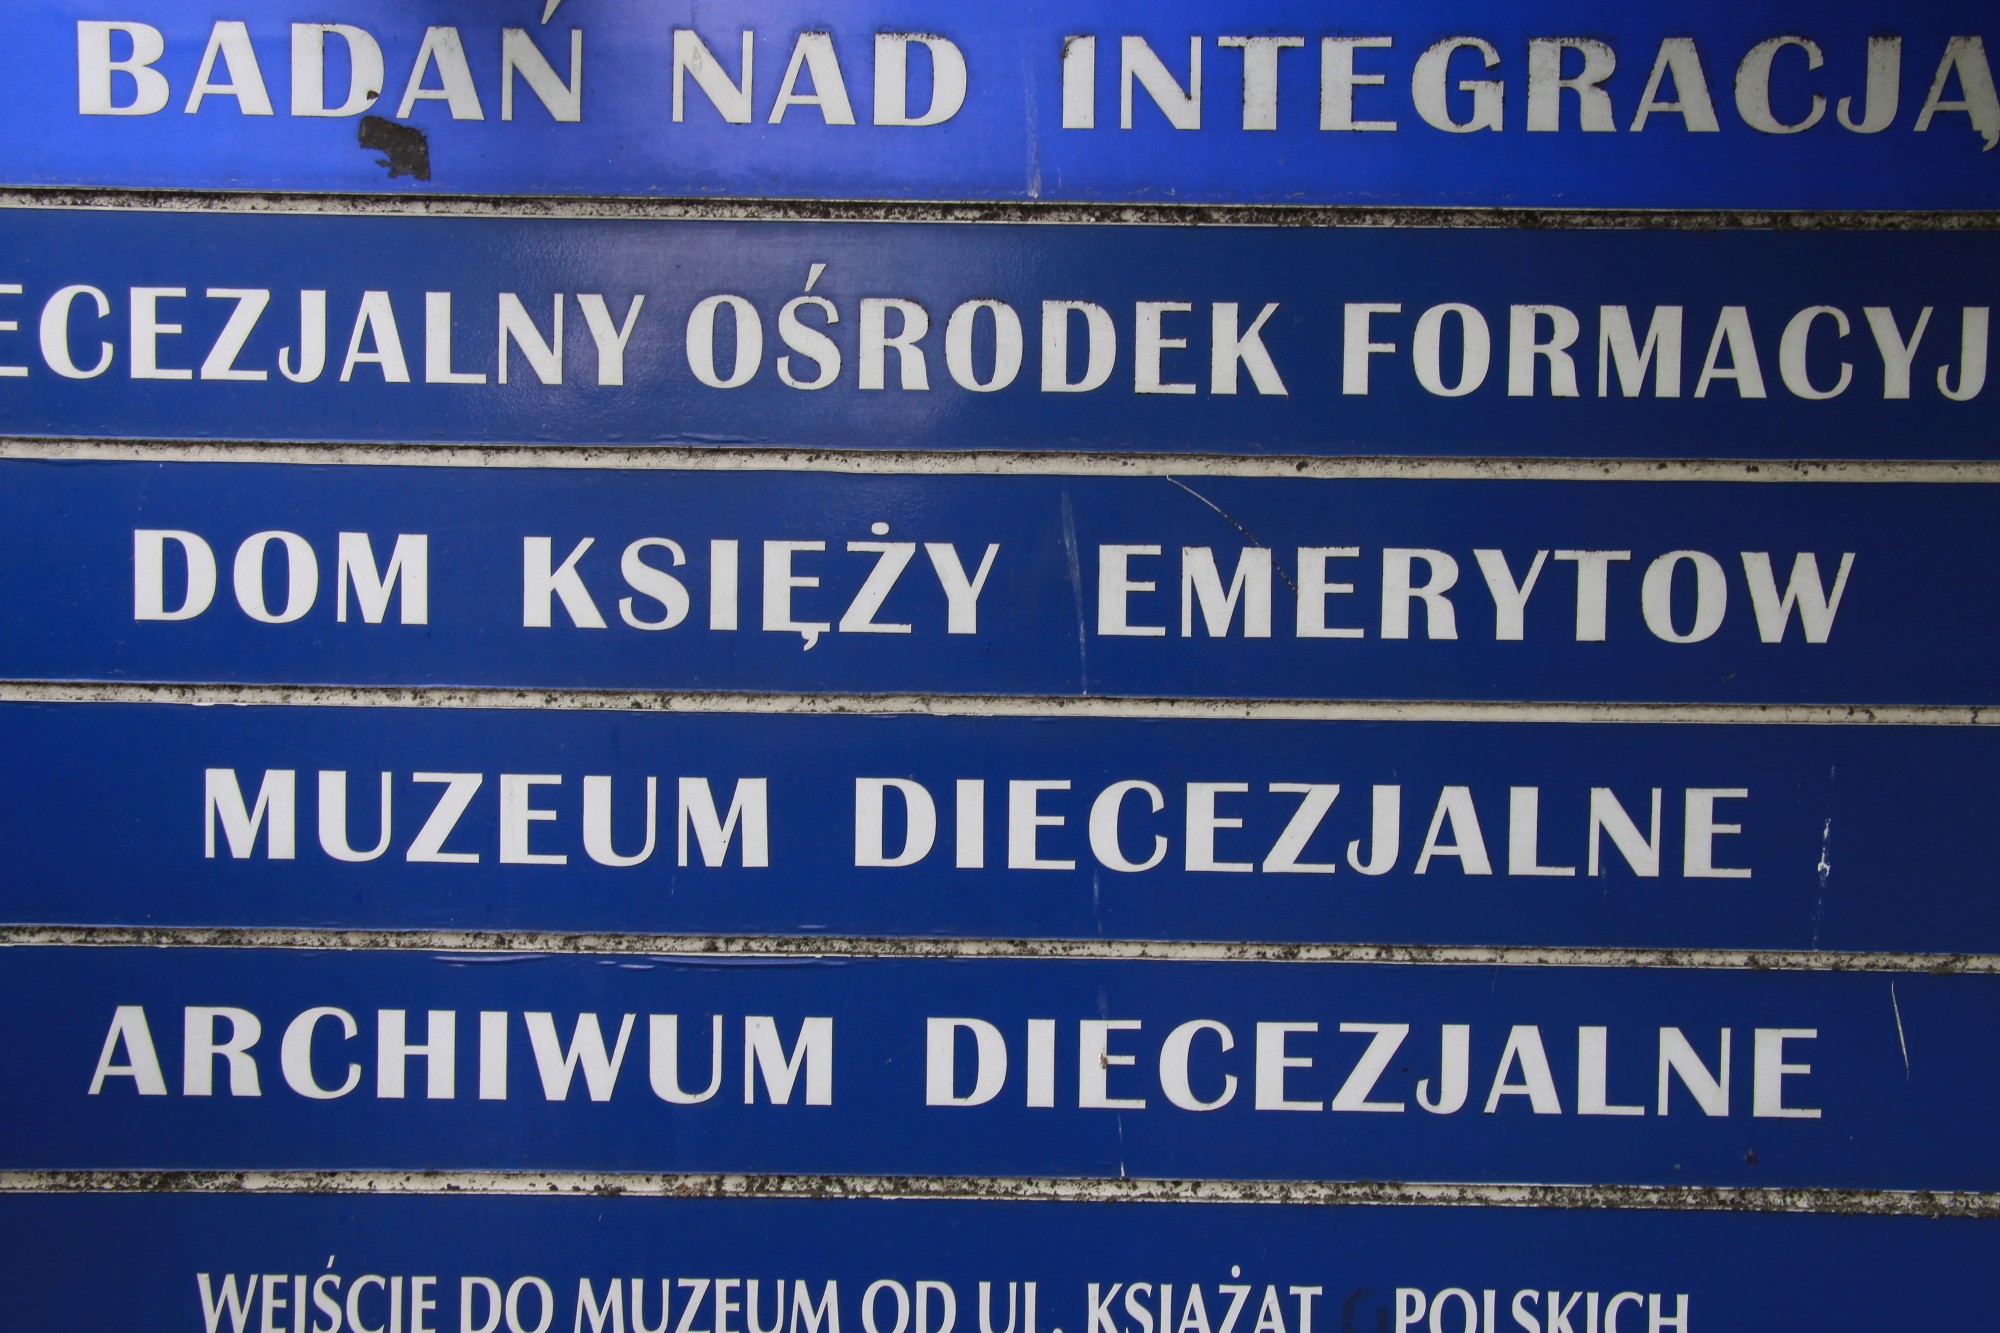 BADAŃ NAD INTEGRACJĄ
ECEZJALNY OŚRODEK FORMACYJ
DOM KSIĘŻY EMERYTOW
MUZEUM DIECEZJALNE
ARCHIWUM DIECEZJALNE
WEJŚCIE DO MUZEUM OD UL. KSIĄŻĄT POLSKICH